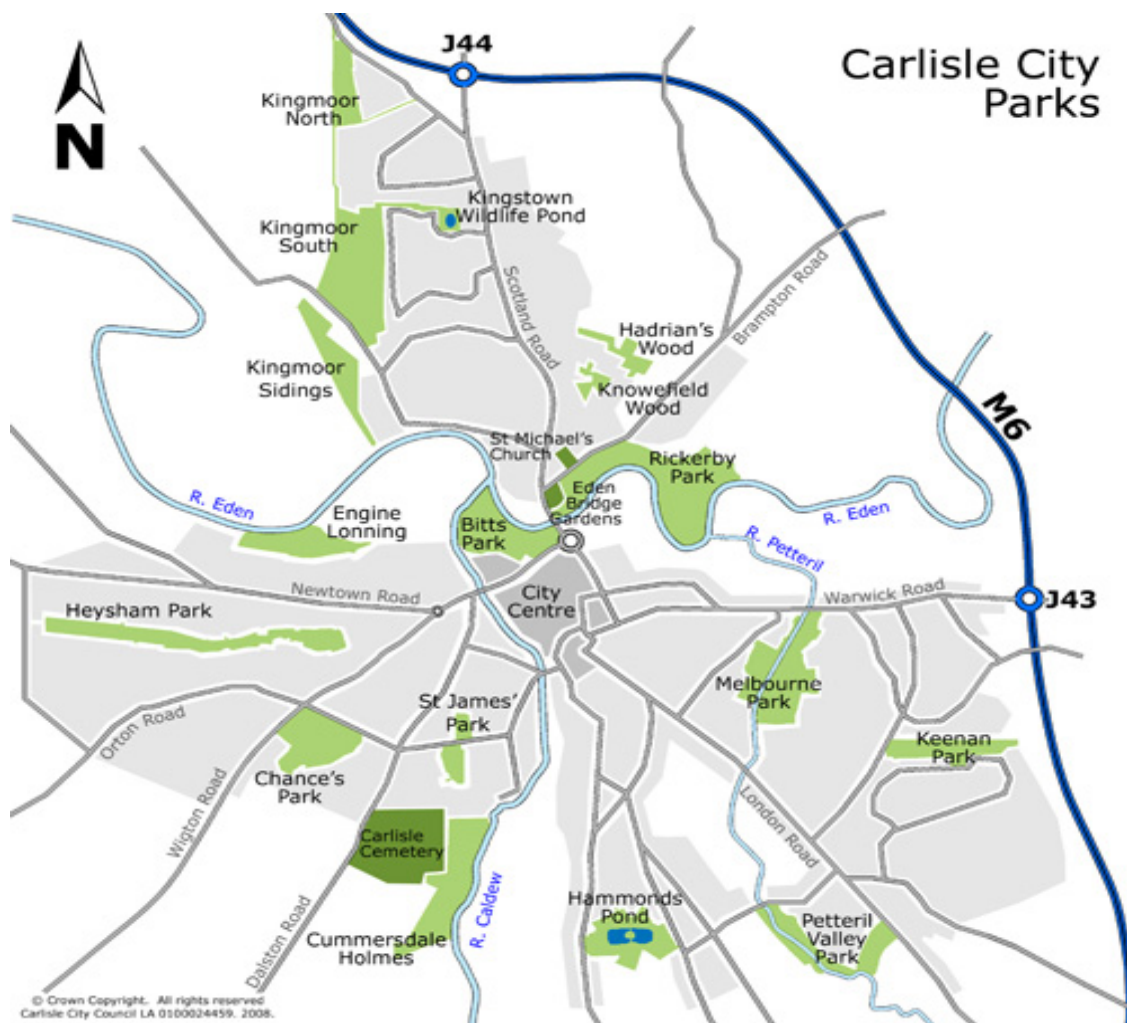 J44
Carlisle City
Parks
N
Kingmoor
North
Kingstown
Wildlife Pond
Kingmoor
South
Scotland Road
Brampton Road
Hadrian's
Wood
Kingmoor
Sidings
Knowefield
Wood
M6
St Michael's
Church
Rickerby
Park
Eden
Bridge
Gardens
R. Eden
Engine
Lonning
Bitts
Park
R. Eden
R. Petteril
Newtown Road
City
Centre
Warwick Road
J43
Heysham Park
St James'
Park
Melbourne
Park
Orton Road
Keenan
Park
Chance's
Park
Wigton Road
London Road
Carlisle
Cemetery
R. Caldew
Hammonds
Pond
Petteril
Valley
Park
Dalston Road
Cummersdale
Holmes
© Crown Copyright. All rights reserved
Carlisle City Council LA 0100024459. 2008.